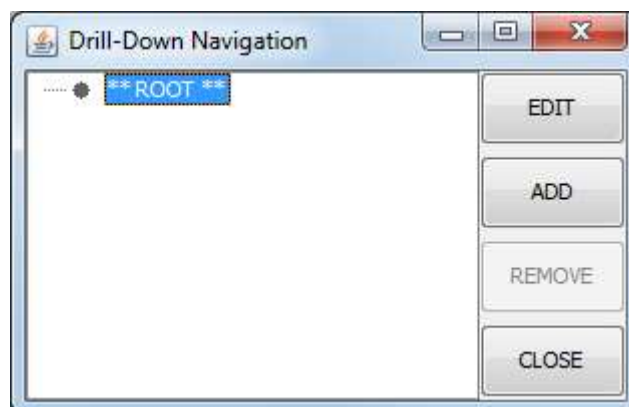 Drill-Down Navigation
** ROOT **
EDIT
ADD
REMOVE
CLOSE